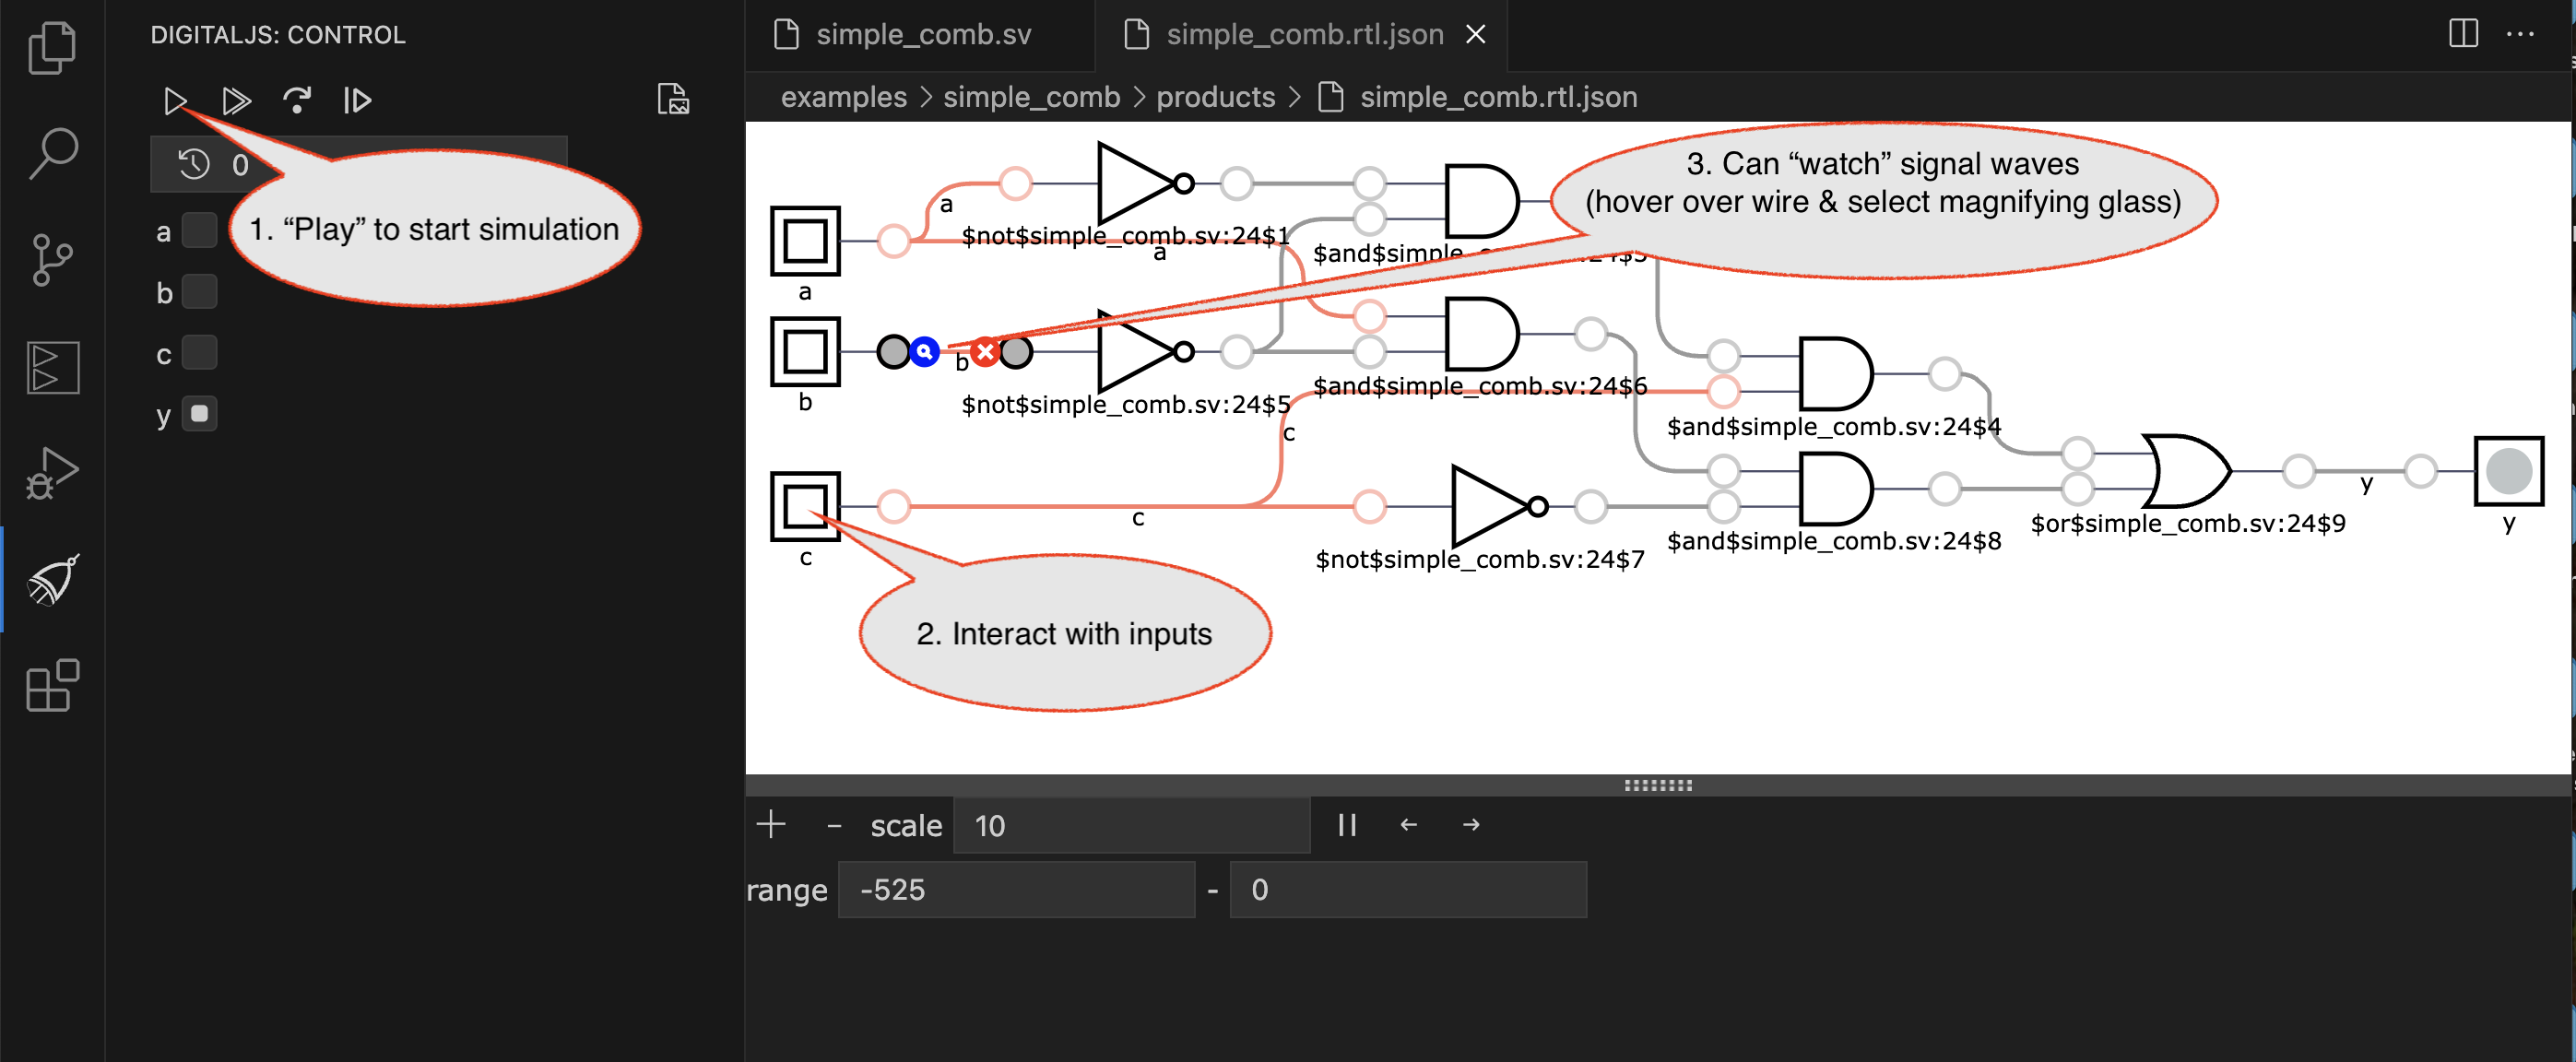 DIGITALJS: CONTROL
0
a
b
c
y
1. “Play” to start simulation
simple_comb.sv
simple_comb.rtl.json
examples > simple_comb > products > simple_comb.rtl.json
3. Can “watch” signal waves
(hover over wire & select magnifying glass)
a
$not$simple_comb.sv:24$1
a
a
b
b
$not$simple_comb.sv:24$5
$and$simple_comb.sv:24$6
c
$and$simple_comb.sv:24$4
c
c
$not$simple_comb.sv:24$7
$and$simple_comb.sv:24$8
$or$simple_comb.sv:24$9
y
y
2. Interact with inputs
+ - scale 10
range -525 - 0